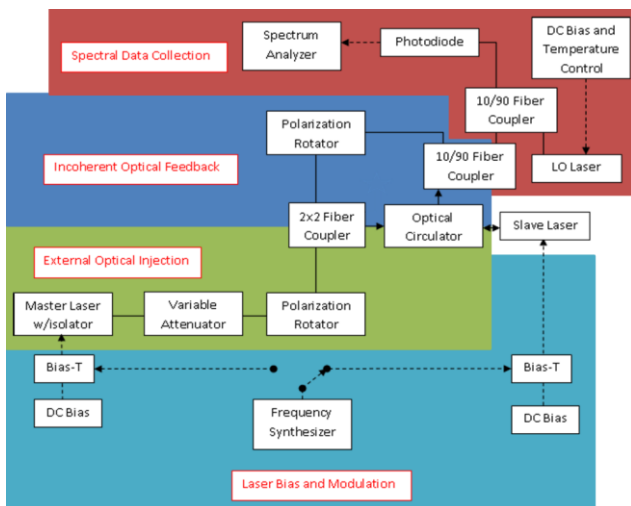 Spectral Data Collection
Spectrum
Analyzer
Photodiode
DC Bias and
Temperature
Control
10/90 Fiber
Coupler
LO Laser
Incoherent Optical Feedback
Polarization
Rotator
10/90 Fiber
Coupler
2x2 Fiber
Coupler
Optical
Circulator
Slave Laser
External Optical Injection
Master Laser
w/isolator
Variable
Attenuator
Polarization
Rotator
Bias-T
Bias-T
DC Bias
Frequency
Synthesizer
DC Bias
Laser Bias and Modulation